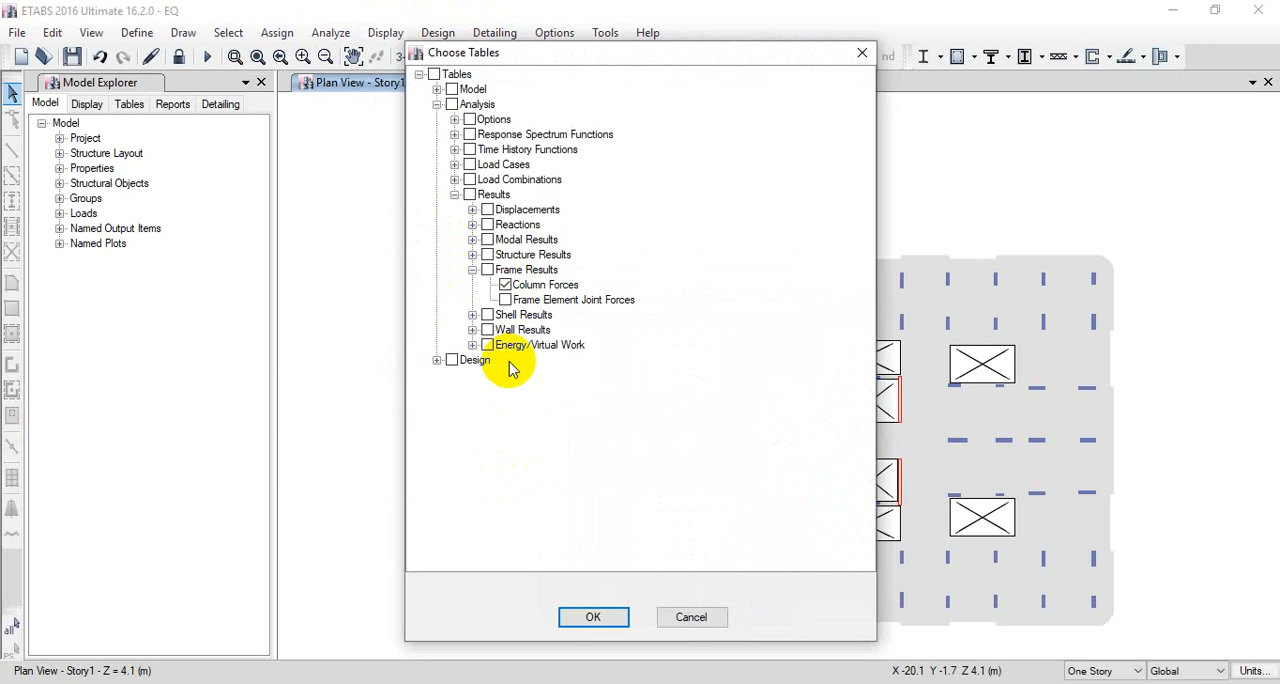 ETABS 2016 Ultimate 16.2.0 - EQ
File Edit View Define Draw Select Assign Analyze Display Design Detailing Options Tools Help
3-
nd
Model Explorer
Plan View - Story1
Model Display Tables Reports Detailing
Model
Project
Structure Layout
Properties
Structural Objects
Groups
Loads
Named Output Items
Named Plots
Choose Tables
Tables
Model
Analysis
Options
Response Spectrum Functions
Time History Functions
Load Cases
Load Combinations
Results
Displacements
Reactions
Modal Results
Structure Results
Frame Results
Column Forces
Frame Element Joint Forces
Shell Results
Wall Results
Energy/Virtual Work
Design
OK Cancel
all
ps
Plan View - Story1 - Z = 4.1 (m) X -20.1 Y -1.7 Z 4.1 (m) One Story Global Units...